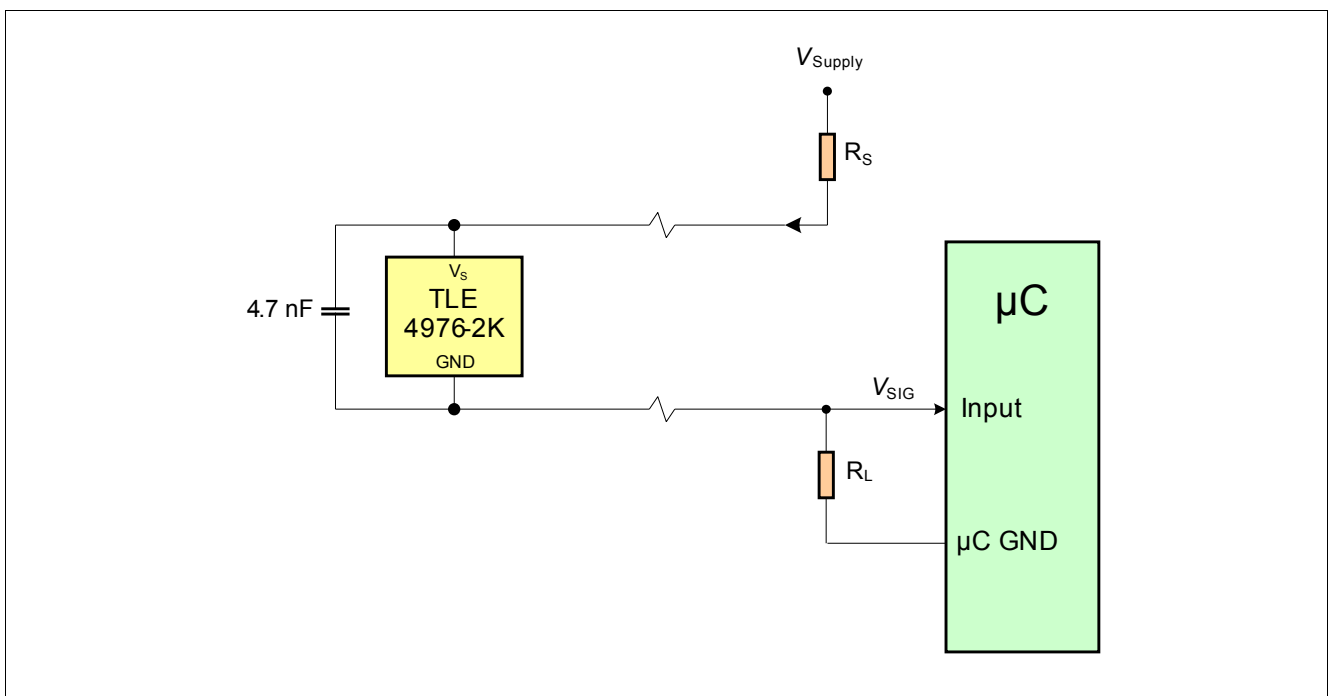 VSupply
RS
VS
TLE
4976-2K
GND
4.7 nF
µC
VSIG
Input
RL
µC GND